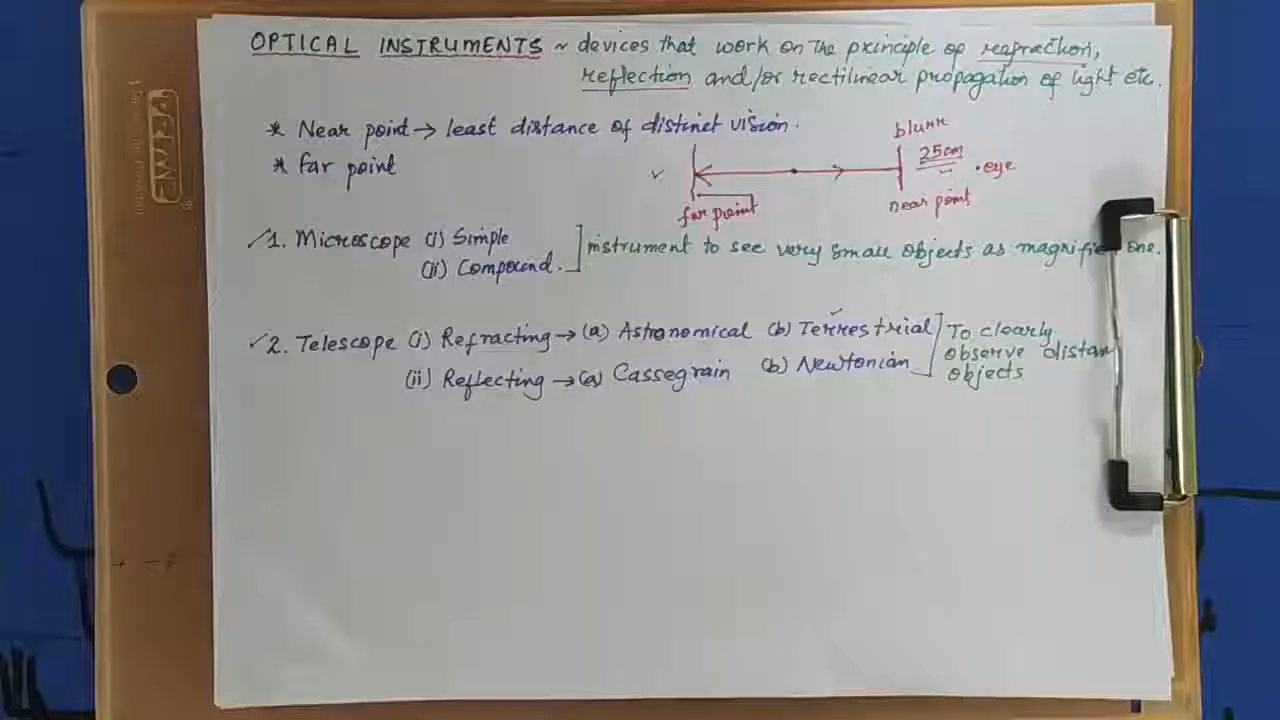 OPTICAL INSTRUMENTS ~ devices that work on the principle of reafraction,
reflection and/or rectilinear propagation of light etc.
* Near point → least distance of distinct vision.
* far point
blurr
25cm
.eye
far point
near point
✓1. Microscope (i) Simple
(ii) Compound.
instrument to see very small objects as magnified one.
✓2. Telescope (i) Refracting → (a) Astronomical (b) Terrestrial
(ii) Reflecting → (a) Cassegrain (b) Newtonian
To clearly
observe distan
objects